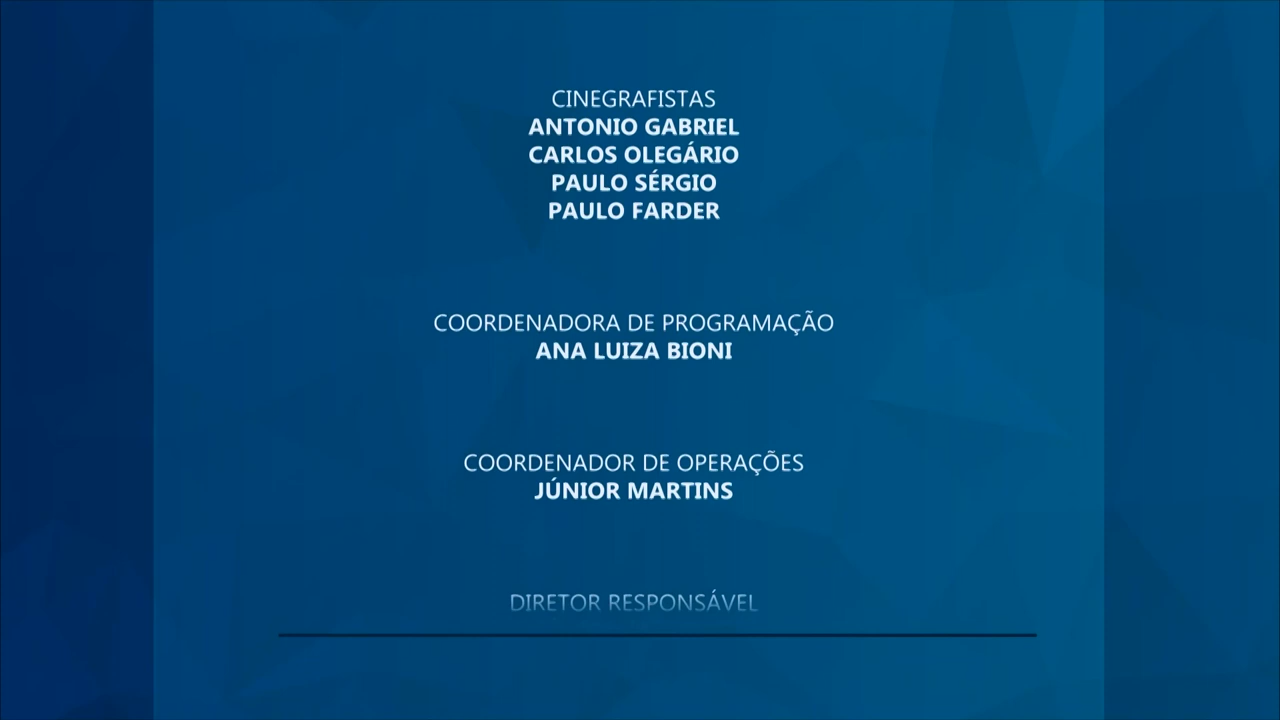 CINEGRAFISTAS
ANTONIO GABRIEL
CARLOS OLEGÁRIO
PAULO SÉRGIO
PAULO FARDER
COORDENADORA DE PROGRAMAÇÃO
ANA LUIZA BIONI
COORDENADOR DE OPERAÇÕES
JÚNIOR MARTINS
DIRETOR RESPONSÁVEL